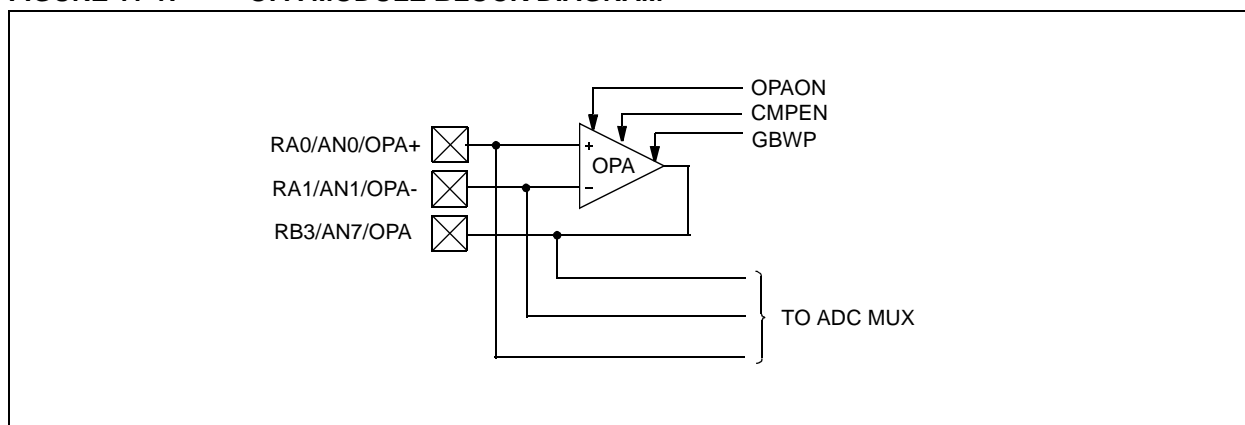 OPAON
CMPEN
GBWP
RA0/AN0/OPA+
RA1/AN1/OPA-
RB3/AN7/OPA
+
OPA
−
TO ADC MUX